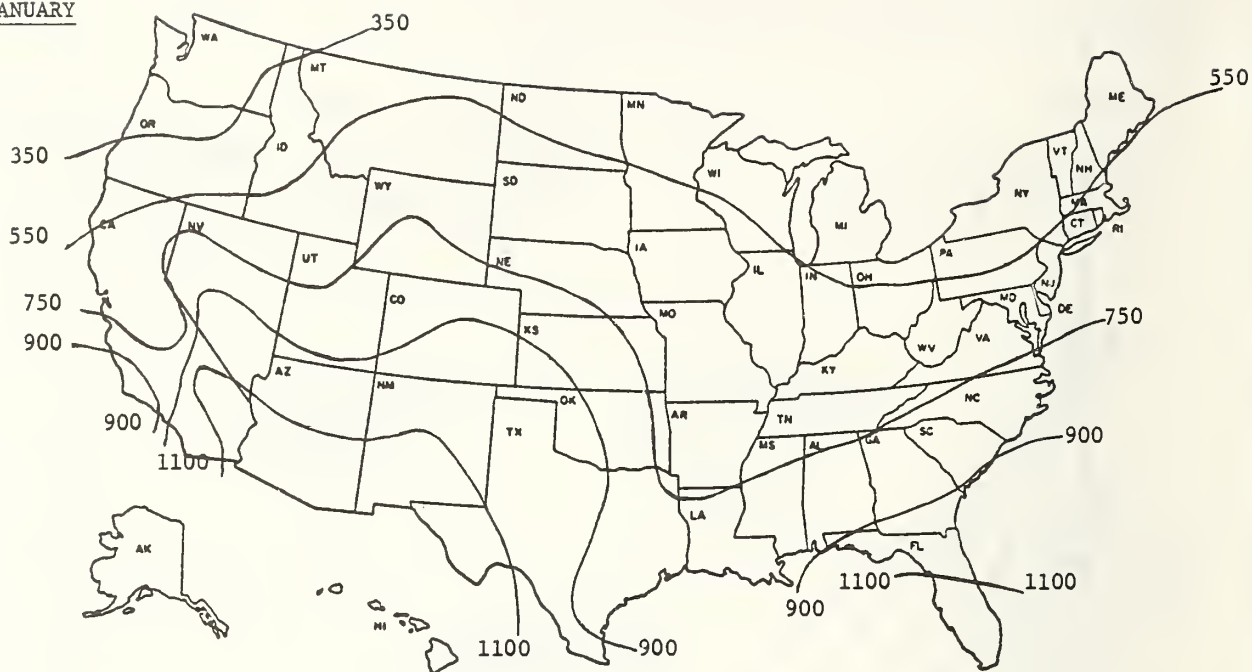 ANUARY
350
WA
MT
ND
MN
ME
550
OR
ID
VT
NH
350
WI
NY
SD
WY
MA
CT
RI
CA
NV
MI
550
UT
NE
IA
PA
IL
IN
OH
NJ
750
CO
MD
DE
MO
KS
WV
VA
750
900
KY
AZ
NM
OK
AR
TN
NC
900
TX
MS
AL
GA
SC
900
1100
LA
AK
FL
1100
1100
900
HI
1100
900